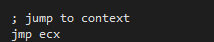 ; jump to context
jmp ecx